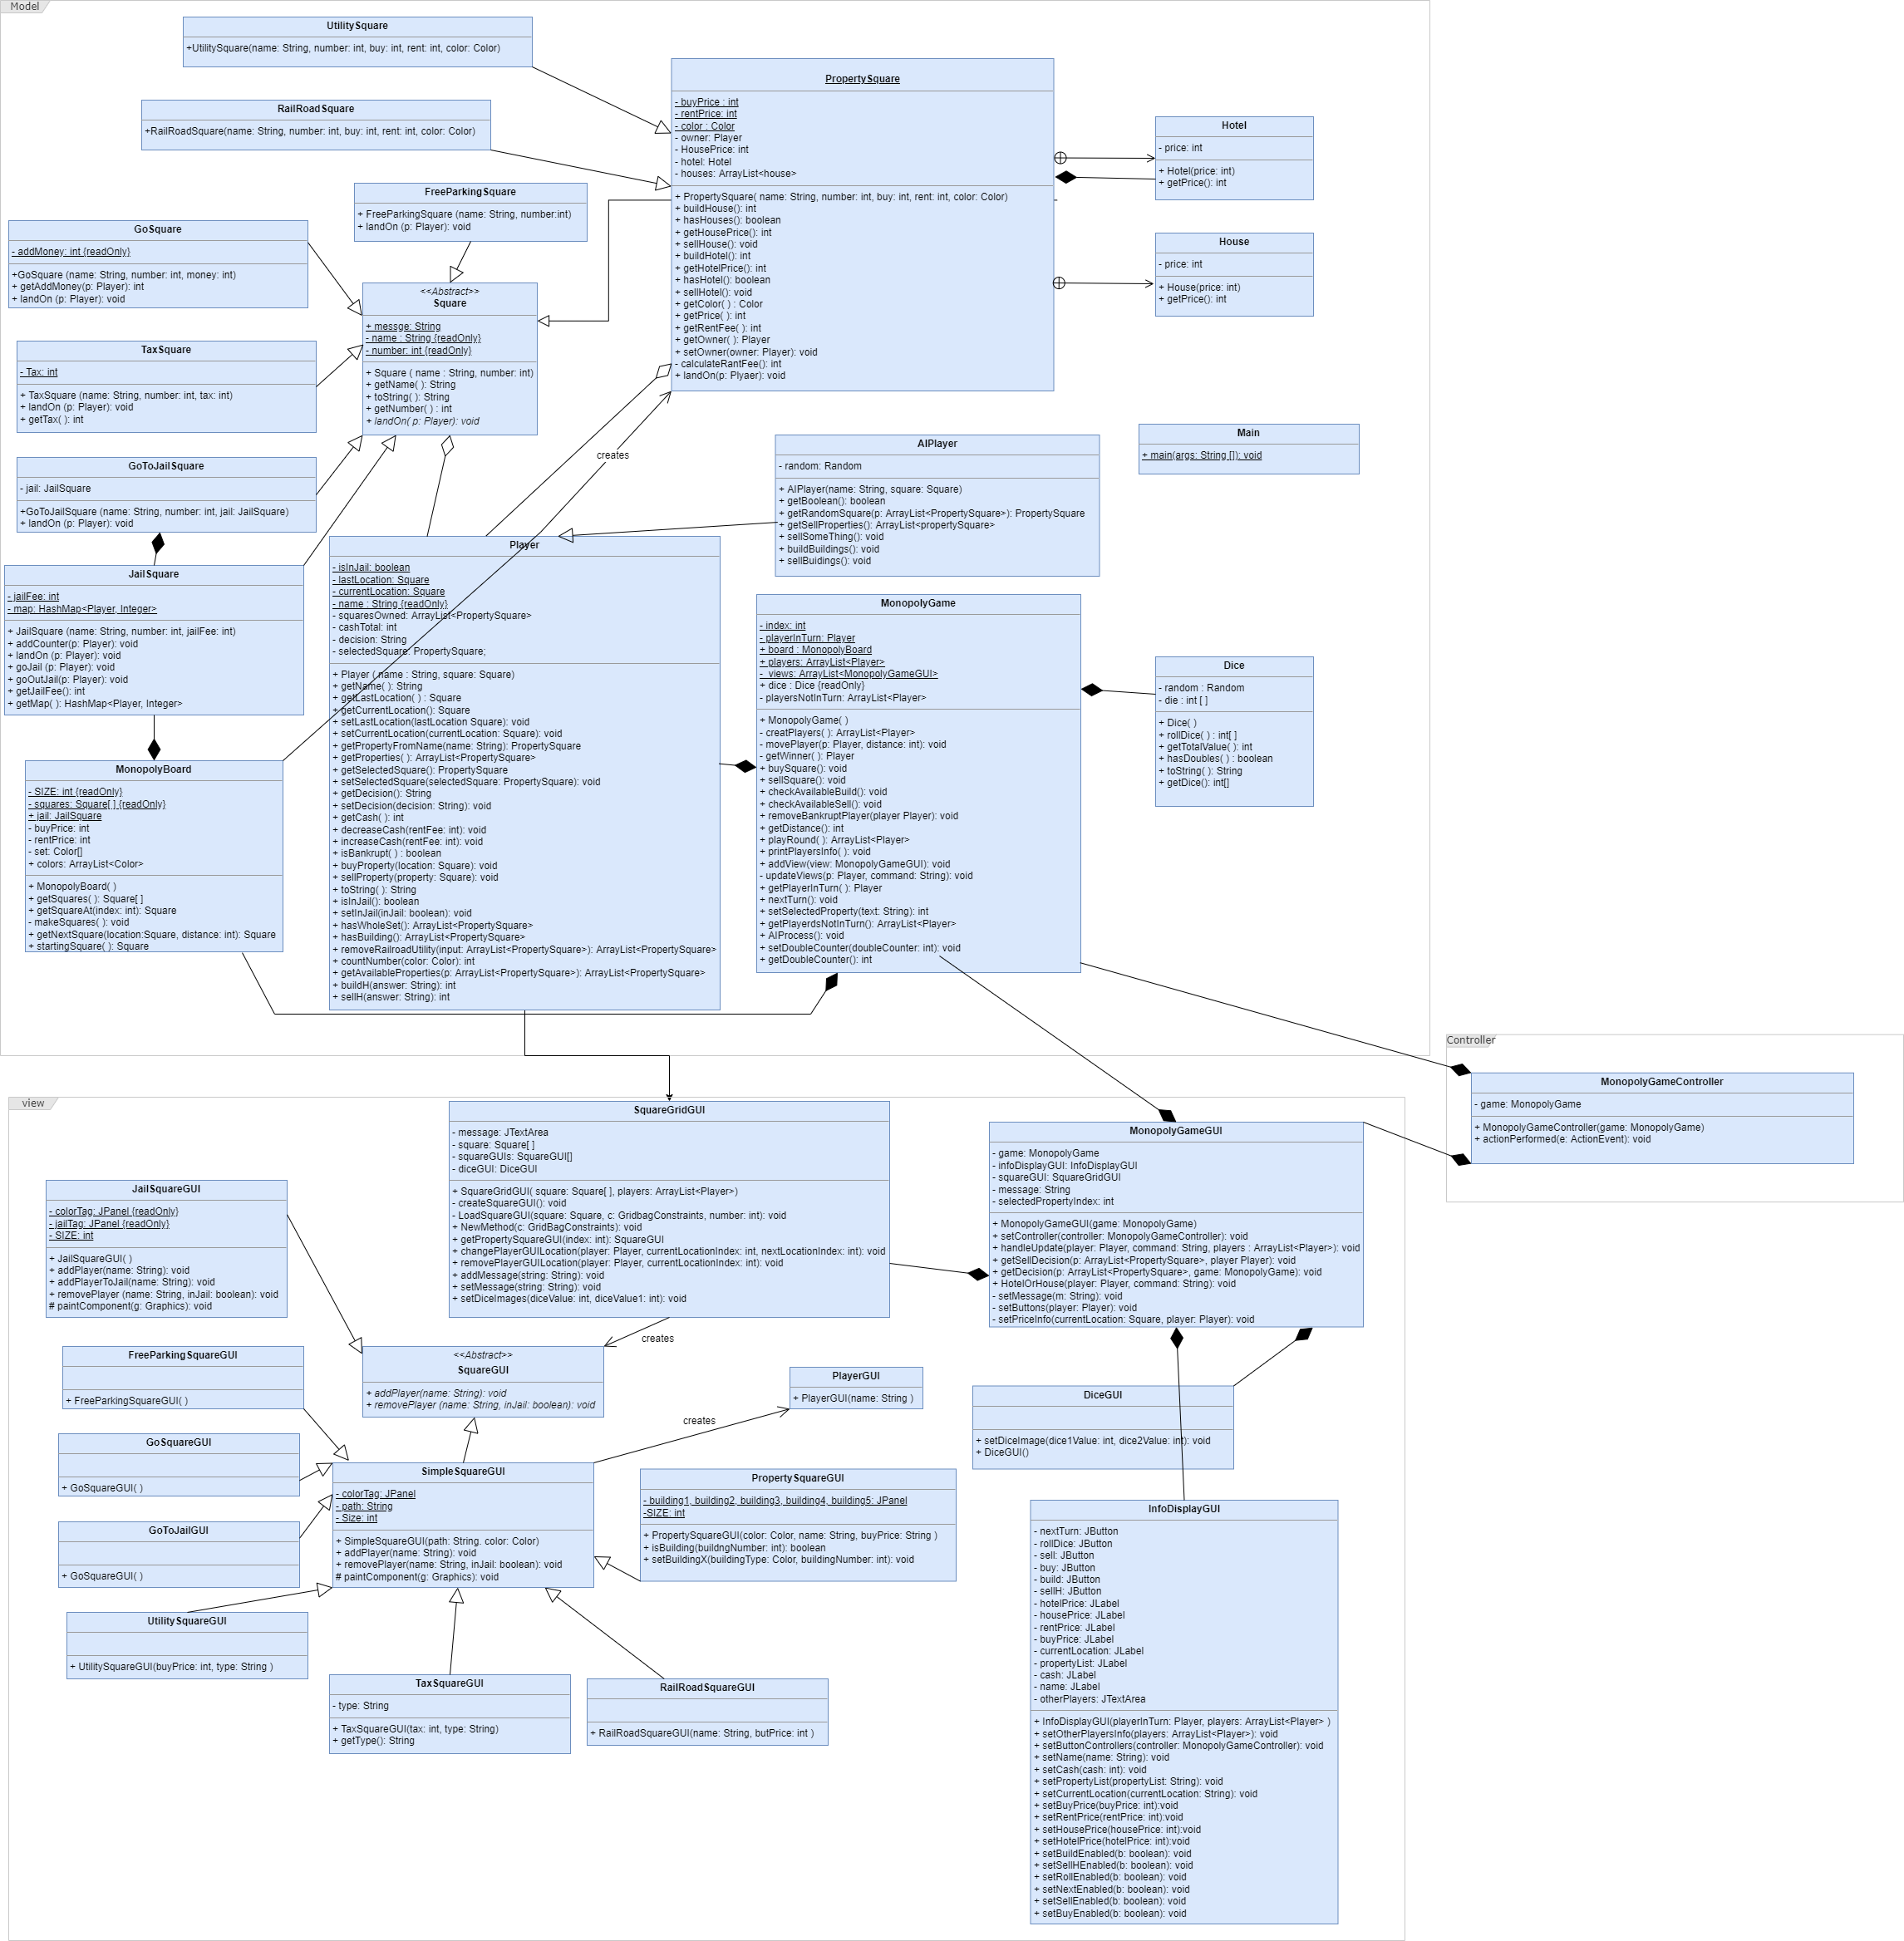 Model
UtilitySquare
+UtilitySquare(name: String, number: int, buy: int, rent: int, color: Color)
RailRoadSquare
+RailRoadSquare(name: String, number: int, buy: int, rent: int, color: Color)
FreeParkingSquare
+ FreeParkingSquare (name: String, number:int)
+ landOn (p: Player): void
GoSquare
- addMoney: int {readOnly}
+GoSquare (name: String, number: int, money: int)
+ getAddMoney(p: Player): int
+ landOn (p: Player): void
<<Abstract>>
Square
+ messge: String
- name : String {readOnly}
- number: int {readOnly}
+ Square ( name : String, number: int)
+ getName( ): String
+ toString( ): String
+ getNumber( ) : int
+ landOn( p: Player): void
TaxSquare
- Tax: int
+ TaxSquare (name: String, number: int, tax: int)
+ landOn (p: Player): void
+ getTax( ): int
GoToJailSquare
- jail: JailSquare
+GoToJailSquare (name: String, number: int, jail: JailSquare)
+ landOn (p: Player): void
JailSquare
- jailFee: int
- map: HashMap<Player, Integer>
+ JailSquare (name: String, number: int, jailFee: int)
+ addCounter(p: Player): void
+ landOn (p: Player): void
+ goJail (p: Player): void
+ goOutJail(p: Player): void
+ getJailFee(): int
+ getMap( ): HashMap<Player, Integer>
MonopolyBoard
- SIZE: int {readOnly}
- squares: Square[ ] {readOnly}
+ jail: JailSquare
- buyPrice: int
- rentPrice: int
- set: Color[]
+ colors: ArrayList<Color>
+ MonopolyBoard( )
+ getSquares( ): Square[ ]
+ getSquareAt(index: int): Square
- makeSquares( ): void
+ getNextSquare(location:Square, distance: int): Square
+ startingSquare( ): Square
PropertySquare
- buyPrice : int
- rentPrice: int
- color : Color
- owner: Player
- HousePrice: int
- hotel: Hotel
- houses: ArrayList<house>
+ PropertySquare( name: String, number: int, buy: int, rent: int, color: Color)
+ buildHouse(): int
+ hasHouses(): boolean
+ getHousePrice(): int
+ sellHouse(): void
+ buildHotel(): int
+ getHotelPrice(): int
+ hasHotel(): boolean
+ sellHotel(): void
+ getColor( ) : Color
+ getPrice( ): int
+ getRentFee( ): int
+ getOwner( ): Player
+ setOwner(owner: Player): void
- calculateRantFee(): int
+ landOn(p: Plyaer): void
Hotel
- price: int
+ Hotel(price: int)
+ getPrice(): int
House
- price: int
+ House(price: int)
+ getPrice(): int
creates
AIPlayer
- random: Random
+ AIPlayer(name: String, square: Square)
+ getBoolean(): boolean
+ getRandomSquare(p: ArrayList<PropertySquare>): PropertySquare
+ getSellProperties(): ArrayList<propertySquare>
+ sellSomeThing(): void
+ buildBuildings(): void
+ sellBuidings(): void
Main
+ main(args: String []): void
Player
- isInJail: boolean
- lastLocation: Square
- currentLocation: Square
- name : String {readOnly}
- squaresOwned: ArrayList<PropertySquare>
- cashTotal: int
- decision: String
- selectedSquare: PropertySquare;
+ Player ( name : String, square: Square)
+ getName( ): String
+ getLastLocation( ) : Square
+ getCurrentLocation(): Square
+ setLastLocation(lastLocation Square): void
+ setCurrentLocation(currentLocation: Square): void
+ getPropertyFromName(name: String): PropertySquare
+ getProperties( ): ArrayList<PropertySquare>
+ getSelectedSquare(): PropertySquare
+ setSelectedSquare(selectedSquare: PropertySquare): void
+ getDecision(): String
+ setDecision(decision: String): void
+ getCash( ): int
+ decreaseCash(rentFee: int): void
+ increaseCash(rentFee: int): void
+ isBankrupt( ) : boolean
+ buyProperty(location: Square): void
+ sellProperty(property: Square): void
+ toString( ): String
+ isInJail(): boolean
+ setInJail(inJail: boolean): void
+ hasWholeSet(): ArrayList<PropertySquare>
+ hasBuilding(): ArrayList<PropertySquare>
+ removeRailroadUtility(input: ArrayList<PropertySquare>): ArrayList<PropertySquare>
+ countNumber(color: Color): int
+ getAvailableProperties(p: ArrayList<PropertySquare>): ArrayList<PropertySquare>
+ buildH(answer: String): int
+ sellH(answer: String): int
MonopolyGame
- index: int
- playerInTurn: Player
+ board : MonopolyBoard
+ players: ArrayList<Player>
- views: ArrayList<MonopolyGameGUI>
+ dice : Dice {readOnly}
- playersNotInTurn: ArrayList<Player>
+ MonopolyGame( )
- creatPlayers( ): ArrayList<Player>
- movePlayer(p: Player, distance: int): void
- getWinner( ): Player
+ buySquare(): void
+ sellSquare(): void
+ checkAvailableBuild(): void
+ checkAvailableSell(): void
+ removeBankruptPlayer(player Player): void
+ getDistance(): int
+ playRound( ): ArrayList<Player>
+ printPlayersInfo( ): void
+ addView(view: MonopolyGameGUI): void
- updateViews(p: Player, command: String): void
+ getPlayerInTurn( ): Player
+ nextTurn(): void
+ setSelectedProperty(text: String): int
+ getPlayerdsNotInTurn(): ArrayList<Player>
+ AIProcess(): void
+ setDoubleCounter(doubleCounter: int): void
+ getDoubleCounter(): int
Dice
- random : Random
- die : int [ ]
+ Dice( )
+ rollDice( ) : int[ ]
+ getTotalValue( ): int
+ hasDoubles( ) : boolean
+ toString( ): String
+ getDice(): int[]
Controller
MonopolyGameController
- game: MonopolyGame
+ MonopolyGameController(game: MonopolyGame)
+ actionPerformed(e: ActionEvent): void
view
SquareGridGUI
- message: JTextArea
- square: Square[ ]
- squareGUIs: SquareGUI[]
- diceGUI: DiceGUI
+ SquareGridGUI( square: Square[ ], players: ArrayList<Player>)
- createSquareGUI(): void
- LoadSquareGUI(square: Square, c: GridbagConstraints, number: int): void
+ NewMethod(c: GridBagConstraints): void
+ getPropertySquareGUI(index: int): SquareGUI
+ changePlayerGUILocation(player: Player, currentLocationIndex: int, nextLocationIndex: int): void
+ removePlayerGUILocation(player: Player, currentLocationIndex: int): void
+ addMessage(string: String): void
+ setMessage(string: String): void
+ setDiceImages(diceValue: int, diceValue1: int): void
MonopolyGameGUI
- game: MonopolyGame
- infoDisplayGUI: InfoDisplayGUI
- squareGUI: SquareGridGUI
- message: String
- selectedPropertyIndex: int
+ MonopolyGameGUI(game: MonopolyGame)
+ setController(controller: MonopolyGameController): void
+ handleUpdate(player: Player, command: String, players : ArrayList<Player>): void
+ getSellDecision(p: ArrayList<PropertySquare>, player Player): void
+ getDecision(p: ArrayList<PropertySquare>, game: MonopolyGame): void
+ HotelOrHouse(player: Player, command: String): void
- setMessage(m: String): void
- setButtons(player: Player): void
- setPriceInfo(currentLocation: Square, player: Player): void
JailSquareGUI
- colorTag: JPanel {readOnly}
- jailTag: JPanel {readOnly}
- SIZE: int
+ JailSquareGUI( )
+ addPlayer(name: String): void
+ addPlayerToJail(name: String): void
+ removePlayer (name: String, inJail: boolean): void
# paintComponent(g: Graphics): void
creates
<<Abstract>>
SquareGUI
+ addPlayer(name: String): void
+ removePlayer (name: String, inJail: boolean): void
FreeParkingSquareGUI
+ FreeParkingSquareGUI( )
PlayerGUI
+ PlayerGUI(name: String )
creates
DiceGUI
+ setDiceImage(dice1Value: int, dice2Value: int): void
+ DiceGUI()
GoSquareGUI
+ GoSquareGUI( )
SimpleSquareGUI
- colorTag: JPanel
- path: String
- Size: int
+ SimpleSquareGUI(path: String. color: Color)
+ addPlayer(name: String): void
+ removePlayer(name: String, inJail: boolean): void
# paintComponent(g: Graphics): void
PropertySquareGUI
- building1, building2, building3, building4, building5: JPanel
-SIZE: int
+ PropertySquareGUI(color: Color, name: String, buyPrice: String )
+ isBuilding(buildngNumber: int): boolean
+ setBuildingX(buildingType: Color, buildingNumber: int): void
GoToJailGUI
+ GoSquareGUI( )
UtilitySquareGUI
+ UtilitySquareGUI(buyPrice: int, type: String )
TaxSquareGUI
- type: String
+ TaxSquareGUI(tax: int, type: String)
+ getType(): String
RailRoadSquareGUI
+ RailRoadSquareGUI(name: String, butPrice: int )
InfoDisplayGUI
- nextTurn: JButton
- rollDice: JButton
- sell: JButton
- buy: JButton
- build: JButton
- sellH: JButton
- hotelPrice: JLabel
- housePrice: JLabel
- rentPrice: JLabel
- buyPrice: JLabel
- currentLocation: JLabel
- propertyList: JLabel
- cash: JLabel
- name: JLabel
- otherPlayers: JTextArea
+ InfoDisplayGUI(playerInTurn: Player, players: ArrayList<Player> )
+ setOtherPlayersInfo(players: ArrayList<Player>): void
+ setButtonControllers(controller: MonopolyGameController): void
+ setName(name: String): void
+ setCash(cash: int): void
+ setPropertyList(propertyList: String): void
+ setCurrentLocation(currentLocation: String): void
+ setBuyPrice(buyPrice: int):void
+ setRentPrice(rentPrice: int):void
+ setHousePrice(housePrice: int):void
+ setHotelPrice(hotelPrice: int):void
+ setBuildEnabled(b: boolean): void
+ setSellHEnabled(b: boolean): void
+ setRollEnabled(b: boolean): void
+ setNextEnabled(b: boolean): void
+ setSellEnabled(b: boolean): void
+ setBuyEnabled(b: boolean): void